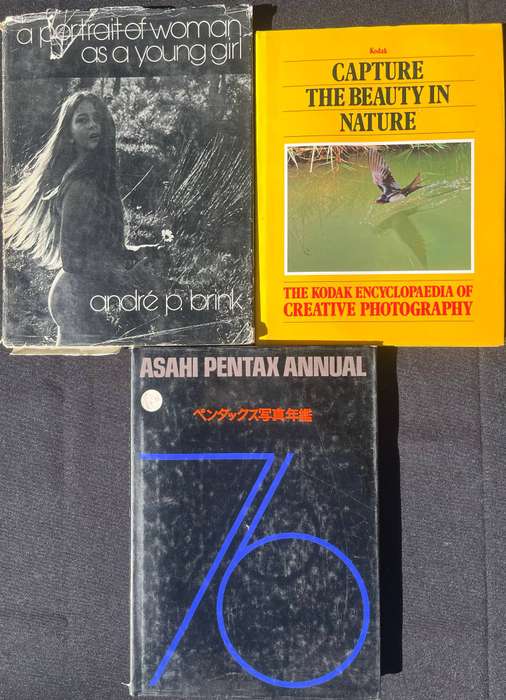 a portrait of woman
as a young girl
andré p. brink
Kodak
CAPTURE
THE BEAUTY IN
NATURE
THE KODAK ENCYCLOPAEDIA OF
CREATIVE PHOTOGRAPHY
ASAHI PENTAX ANNUAL
ペンタックス写真年鑑
76